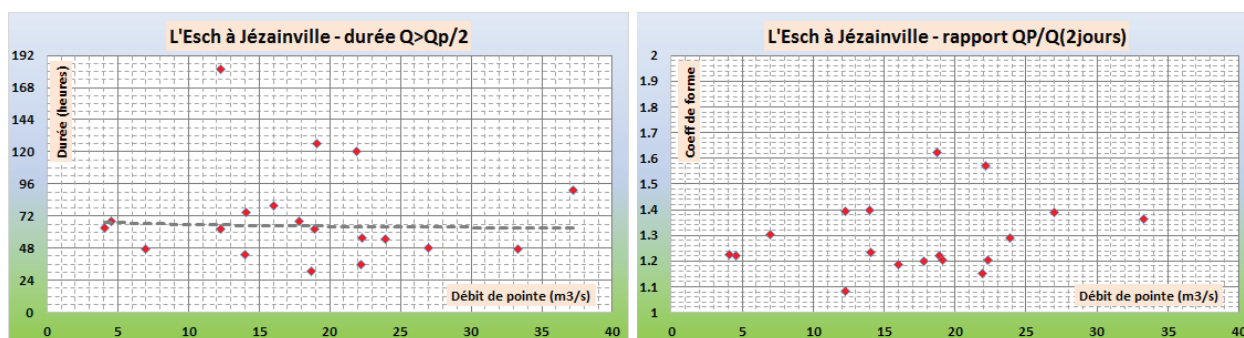 L'Esch à Jézainville - durée Q>Qp/2
Durée (heures)
192
168
144
120
96
72
48
24
0
Débit de pointe (m3/s)
0 5 10 15 20 25 30 35 40
L'Esch à Jézainville - rapport QP/Q(2jours)
Coeff de forme
2
1.9
1.8
1.7
1.6
1.5
1.4
1.3
1.2
1.1
1
Débit de pointe (m3/s)
0 5 10 15 20 25 30 35 40